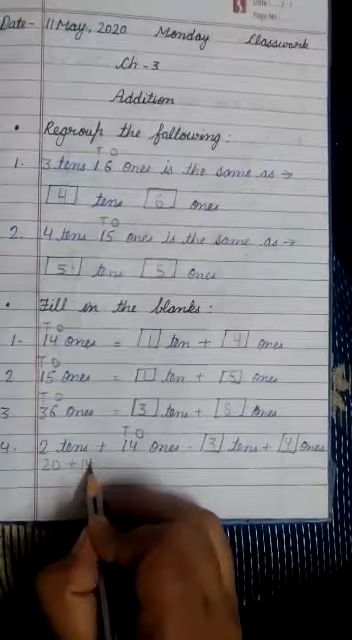 Date
Page No
Date- 11 May, 2020 Monday Classwork
Ch-3
Addition
• Regroup the following:
T O
1. 3 tens 16 ones is the same as →
4 tens 6 ones
T O
2. 4 tens 15 ones is the same as →
5 tens 5 ones
• Fill in the blanks:
T O
1. 14 ones = 1 ten + 4 ones
T O
2 15 ones = 1 ten + 5 ones
T O
3 36 ones = 3 tens + 6 ones
T O
4. 2 tens + 14 ones = 3 tens + 4 ones
20 + 14